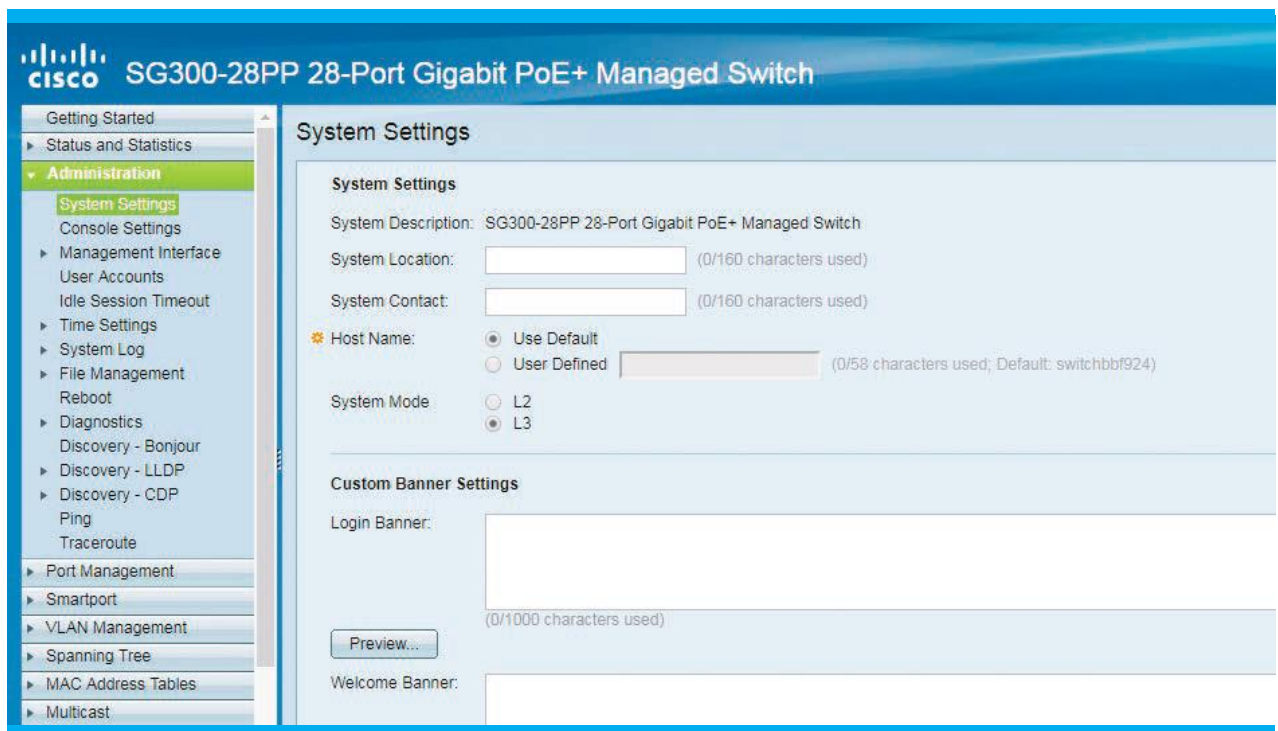 CISCO SG300-28PP 28-Port Gigabit PoE+ Managed Switch
Getting Started
Status and Statistics
Administration
System Settings
Console Settings
Management Interface
User Accounts
Idle Session Timeout
Time Settings
System Log
File Management
Reboot
Diagnostics
Discovery - Bonjour
Discovery - LLDP
Discovery - CDP
Ping
Traceroute
Port Management
Smartport
VLAN Management
Spanning Tree
MAC Address Tables
Multicast
System Settings
System Settings
System Description: SG300-28PP 28-Port Gigabit PoE+ Managed Switch
System Location: (0/160 characters used)
System Contact: (0/160 characters used)
Host Name: Use Default
User Defined (0/58 characters used; Default: switchbbf924)
System Mode L2
L3
Custom Banner Settings
Login Banner:
(0/1000 characters used)
Preview...
Welcome Banner: